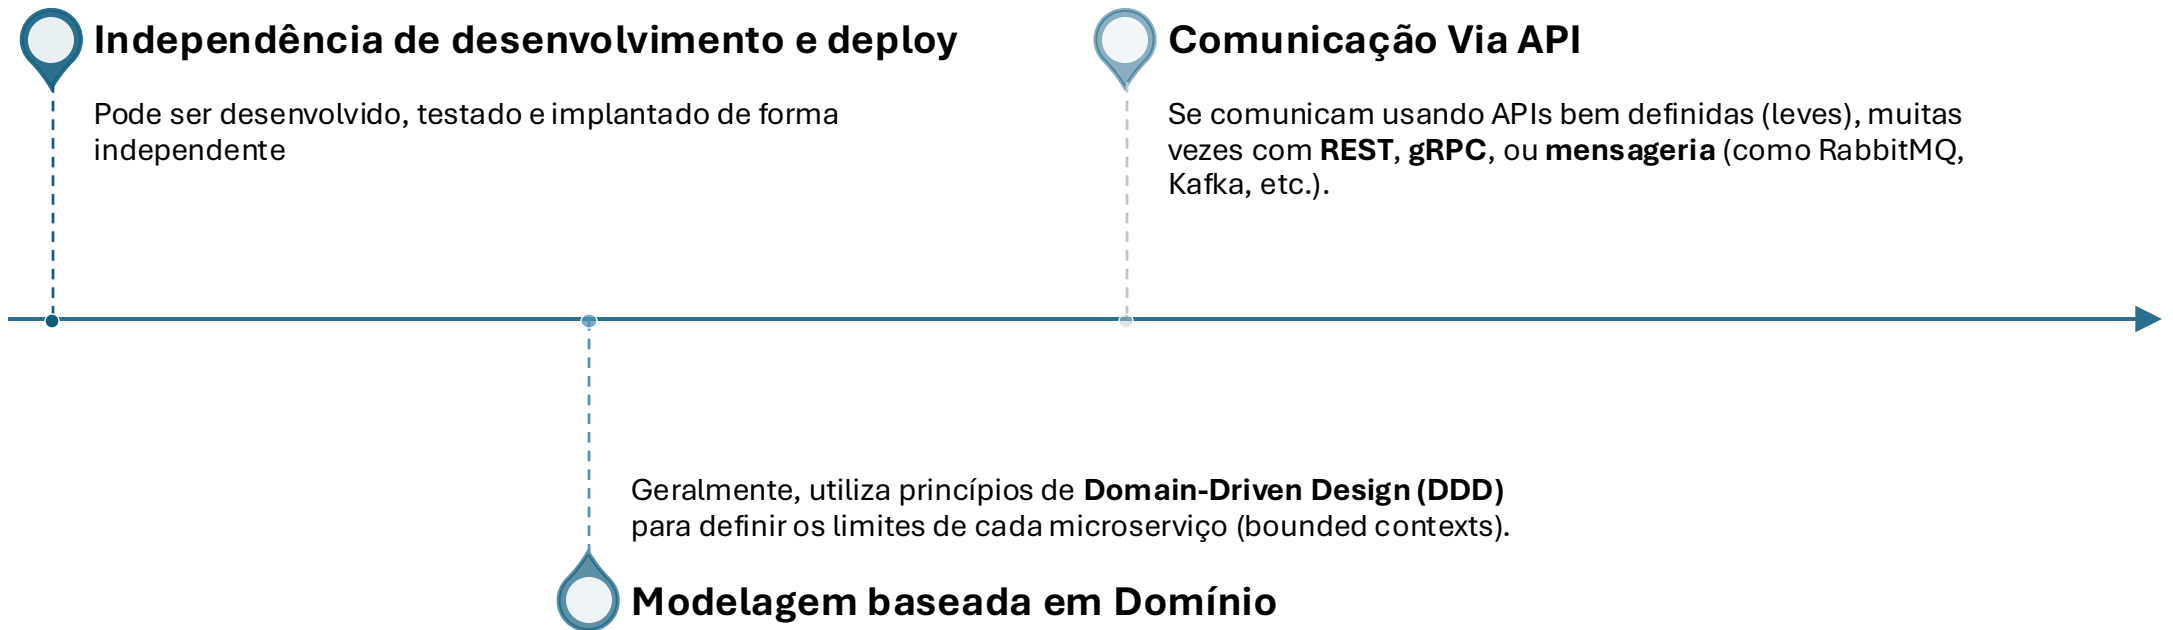 Independência de desenvolvimento e deploy
Pode ser desenvolvido, testado e implantado de forma
independente
Comunicação Via API
Se comunicam usando APIs bem definidas (leves), muitas
vezes com REST, gRPC, ou mensageria (como RabbitMQ,
Kafka, etc.).
Geralmente, utiliza princípios de Domain-Driven Design (DDD)
para definir os limites de cada microserviço (bounded contexts).
Modelagem baseada em Domínio